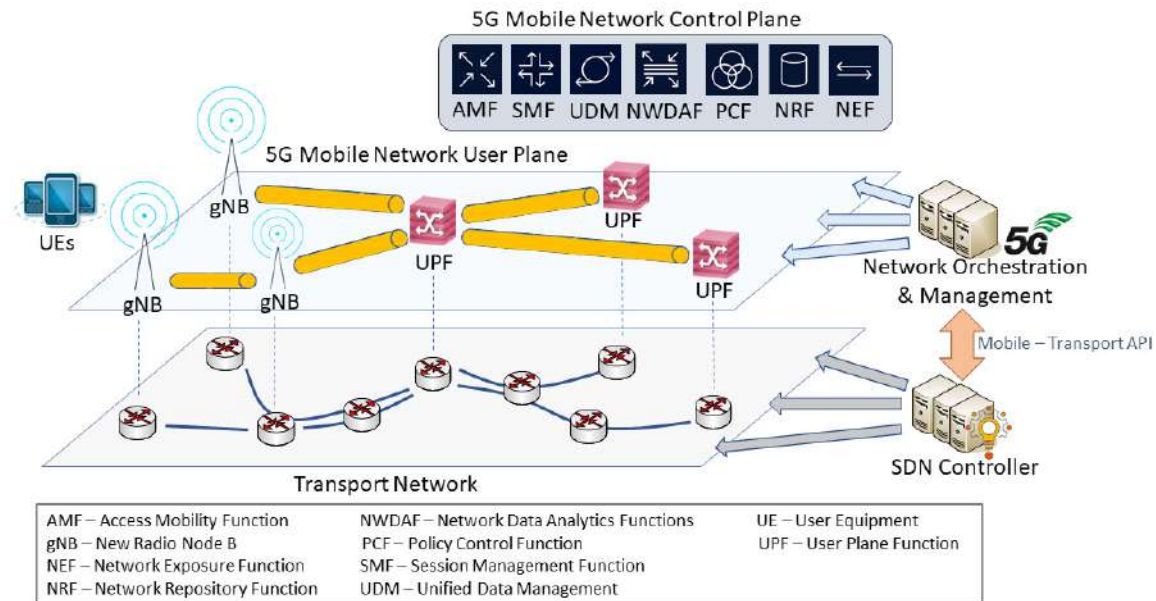 5G Mobile Network Control Plane
AMF SMF UDM NWDAF PCF NRF NEF
5G Mobile Network User Plane
UEs
gNB
gNB
gNB
UPF
UPF
UPF
5G
Network Orchestration
& Management
Mobile – Transport API
SDN Controller
Transport Network
AMF – Access Mobility Function
gNB – New Radio Node B
NEF – Network Exposure Function
NRF – Network Repository Function
NWDAF – Network Data Analytics Functions
PCF – Policy Control Function
SMF – Session Management Function
UDM – Unified Data Management
UE – User Equipment
UPF – User Plane Function